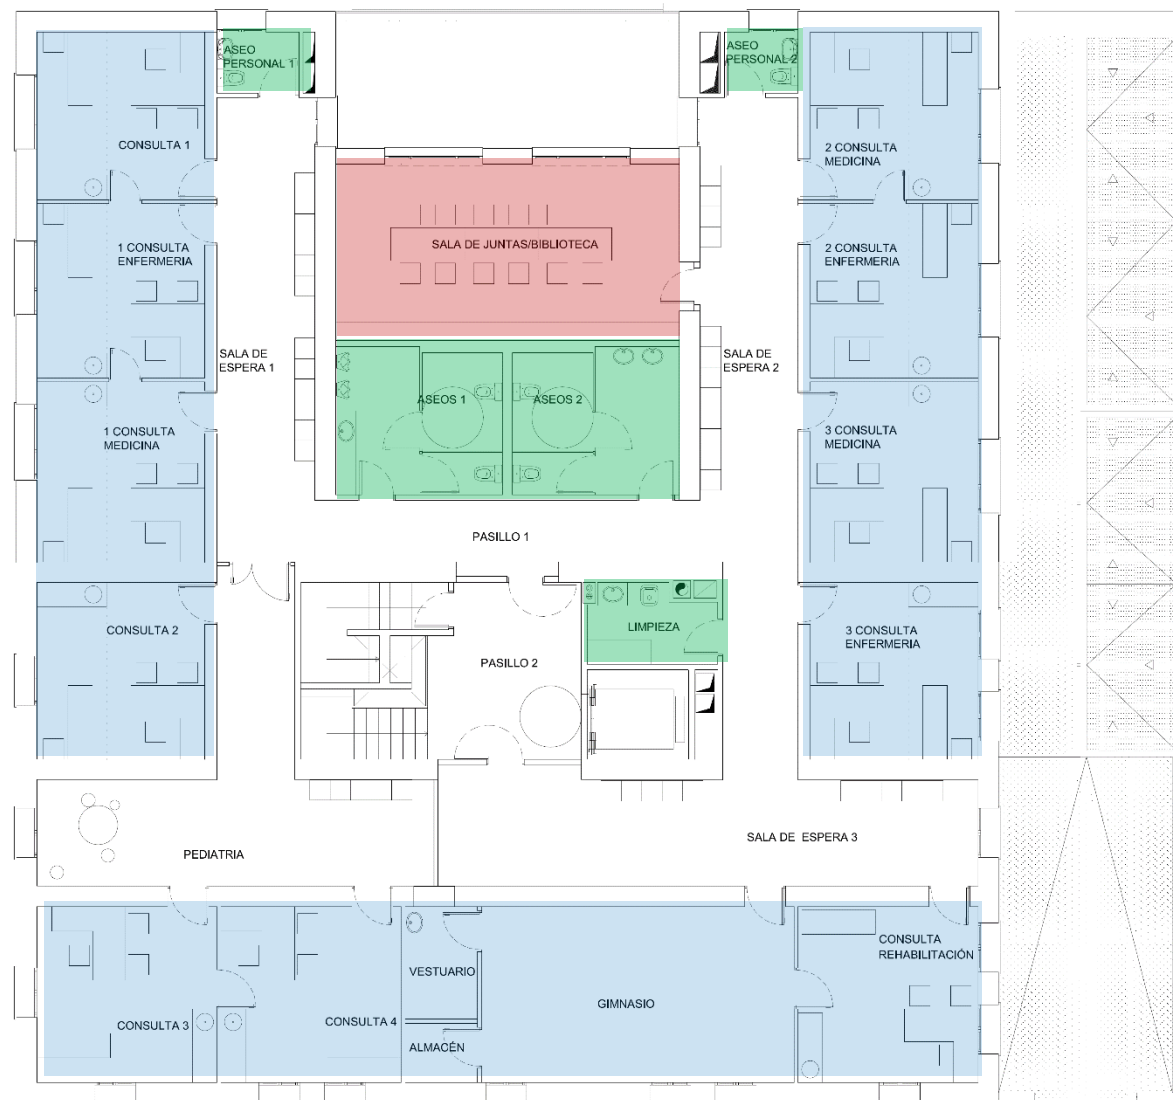 ASEO
PERSONAL 1
ASEO
PERSONAL 2
CONSULTA 1
2 CONSULTA
MEDICINA
1 CONSULTA
ENFERMERIA
SALA DE JUNTAS/BIBLIOTECA
2 CONSULTA
ENFERMERIA
SALA DE
ESPERA 1
SALA DE
ESPERA 2
ASEOS 1
ASEOS 2
1 CONSULTA
MEDICINA
3 CONSULTA
MEDICINA
PASILLO 1
CONSULTA 2
LIMPIEZA
3 CONSULTA
ENFERMERIA
PASILLO 2
PEDIATRIA
SALA DE ESPERA 3
CONSULTA
REHABILITACIÓN
VESTUARIO
GIMNASIO
CONSULTA 3
CONSULTA 4
ALMACÉN